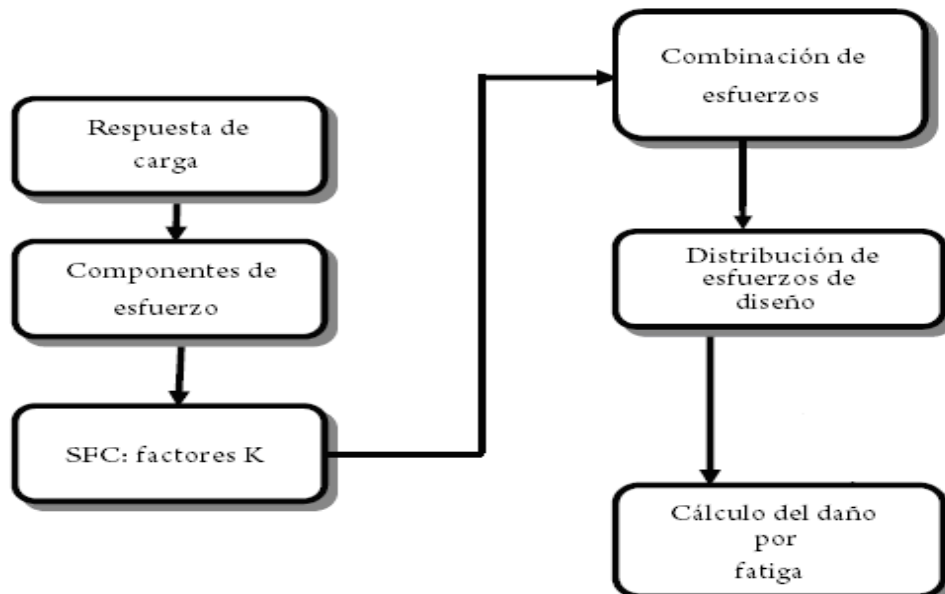 Respuesta de
carga
Componentes de
esfuerzo
SFC: factores K
Combinación de
esfuerzos
Distribución de
esfuerzos de
diseño
Cálculo del daño
por
fatiga